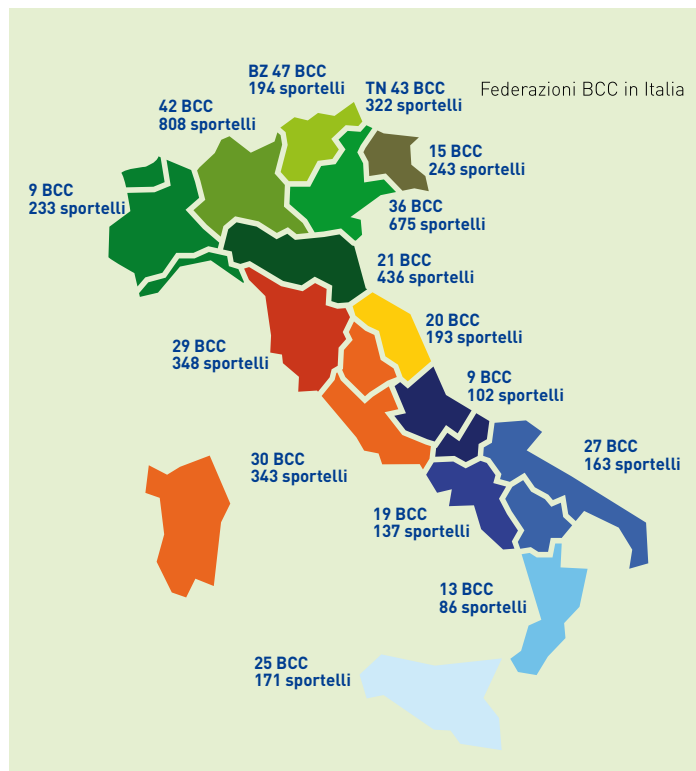 Federazioni BCC in Italia
BZ 47 BCC
194 sportelli
TN 43 BCC
322 sportelli
42 BCC
808 sportelli
15 BCC
243 sportelli
9 BCC
233 sportelli
36 BCC
675 sportelli
21 BCC
436 sportelli
20 BCC
193 sportelli
29 BCC
348 sportelli
9 BCC
102 sportelli
27 BCC
163 sportelli
30 BCC
343 sportelli
19 BCC
137 sportelli
13 BCC
86 sportelli
25 BCC
171 sportelli